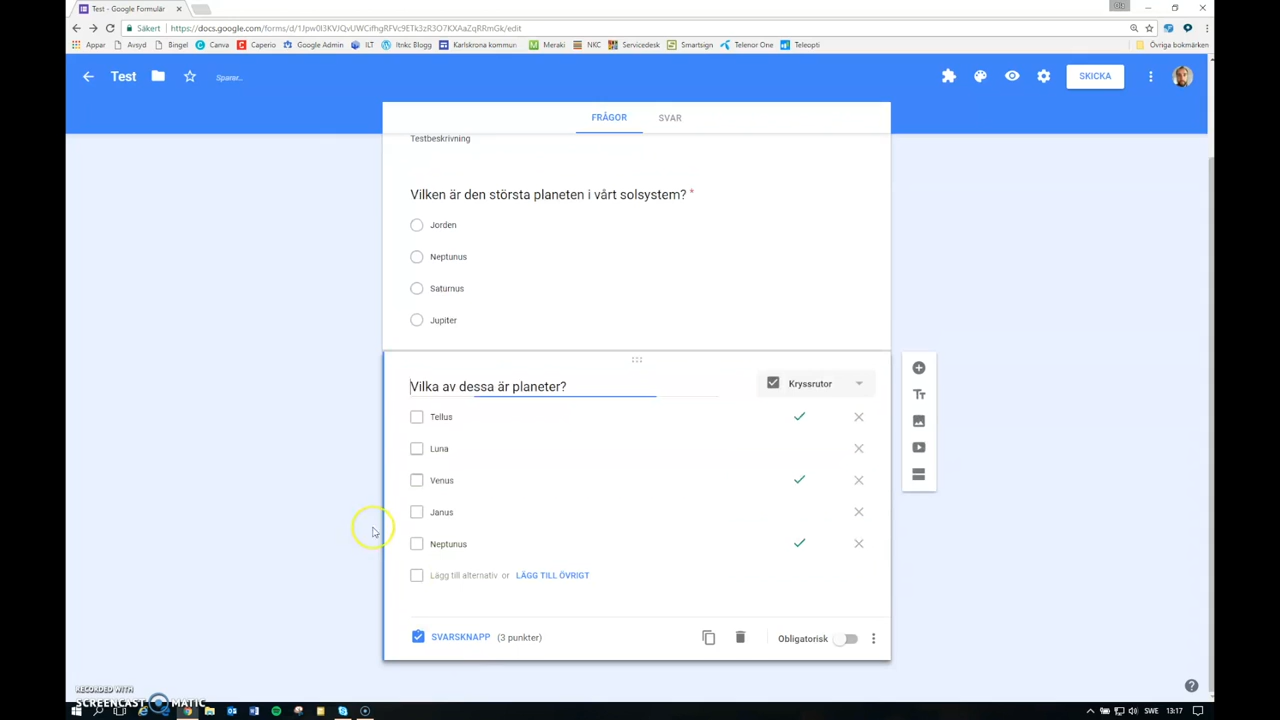 Test - Google Formulär
Säkert https://docs.google.com/forms/d/1Jpw0I3KVJQvUWCifhgRFVc9ETk3zR3O7KXAaZqRRmGk/edit
Appar Avsyd Bingel Canva Caperio Google Admin ILT Itnkc Blogg Karlskrona kommun Meraki NKC Servicedesk Smartsign Telenor One Teleopti Övriga bokmärken
Test Sparar... SKICKA
FRÅGOR SVAR
Testbeskrivning
Vilken är den största planeten i vårt solsystem? *
Jorden
Neptunus
Saturnus
Jupiter
Vilka av dessa är planeter? Kryssrutor
Tellus
Luna
Venus
Janus
Neptunus
Lägg till alternativ or LÄGG TILL ÖVRIGT
SVARSKNAPP (3 punkter) Obligatorisk
RECORDED WITH
SCREENCAST MATIC
SWE 13:17